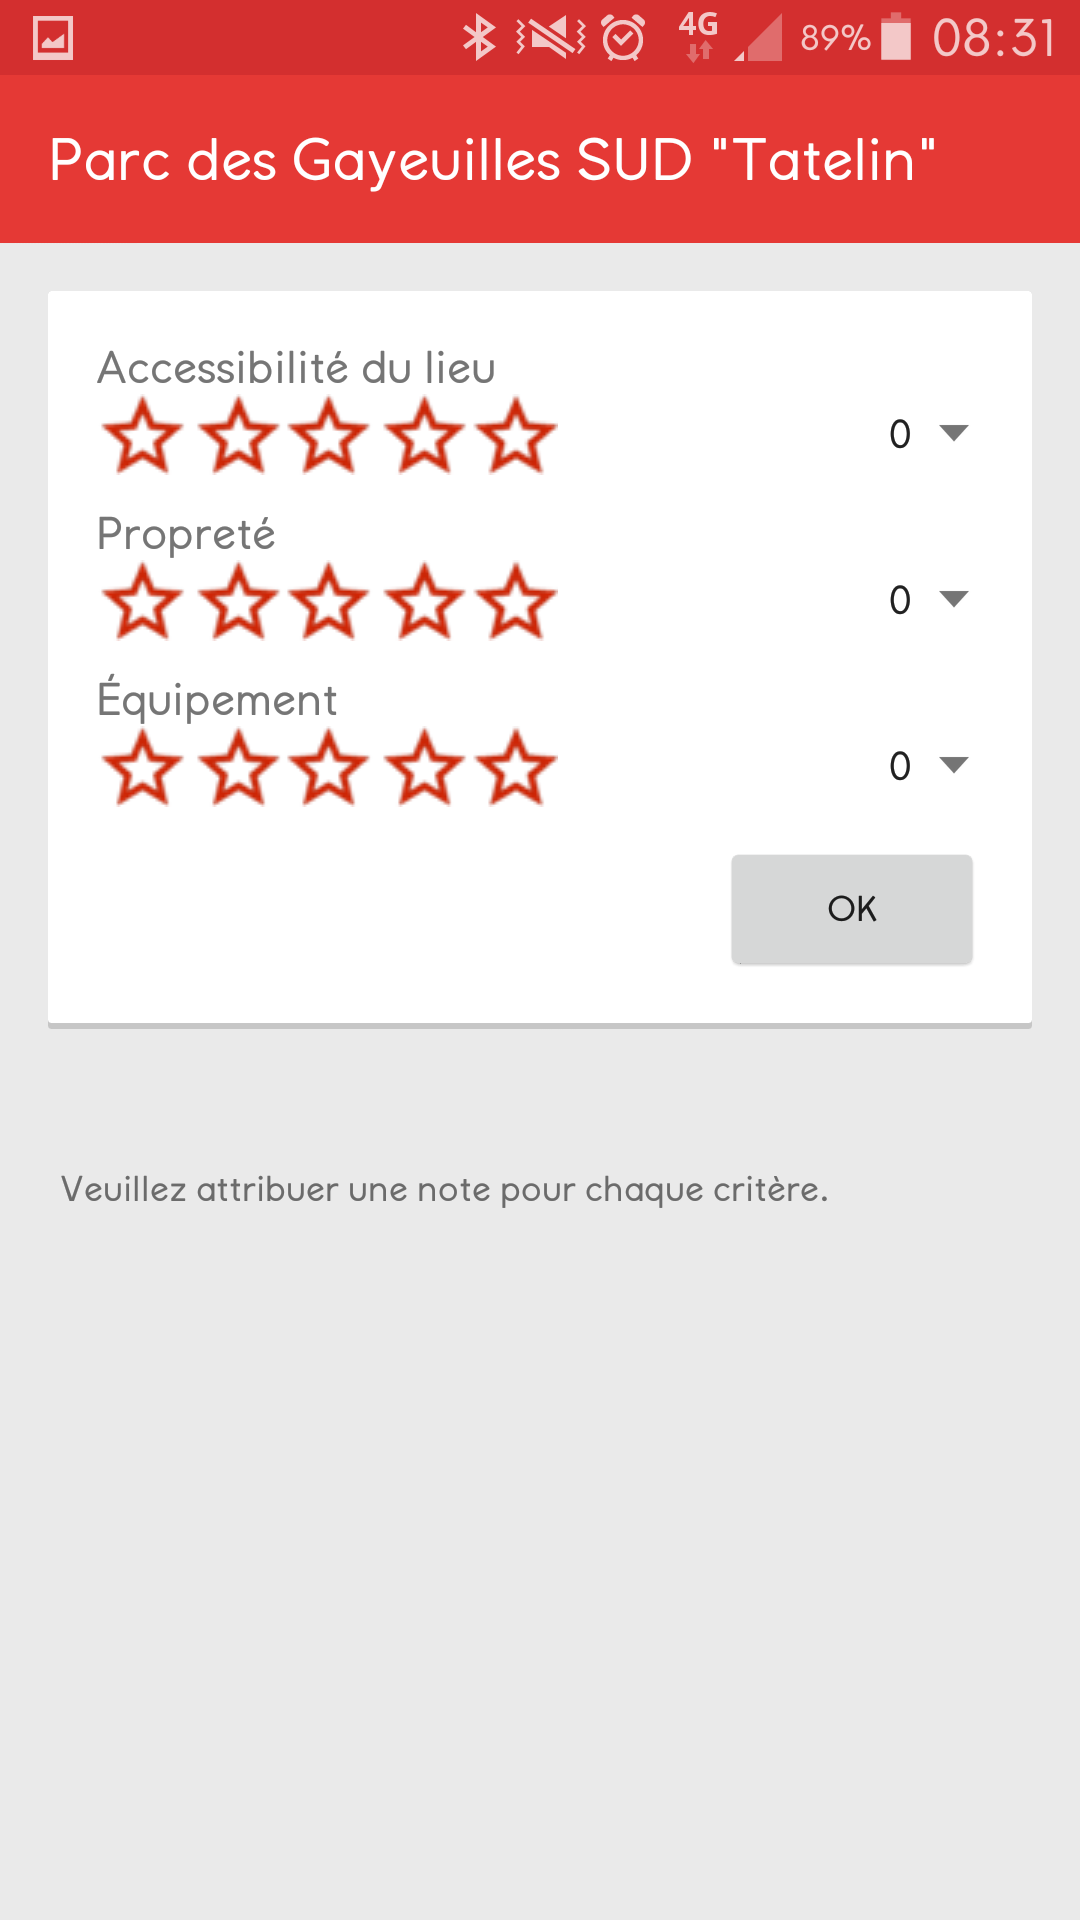 4G 89% 08:31
Parc des Gayeuilles SUD "Tatelin"
Accessibilité du lieu
0
Propreté
0
Équipement
0
OK
Veuillez attribuer une note pour chaque critère.